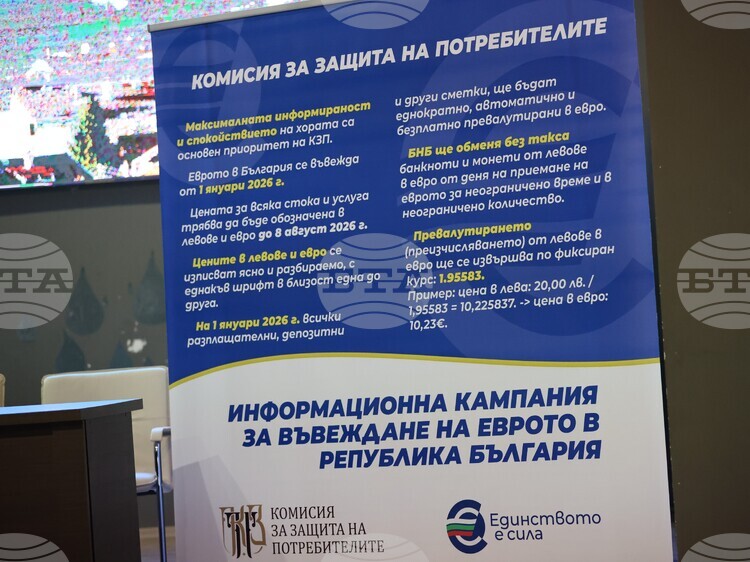 КОМИСИЯ ЗА ЗАЩИТА НА ПОТРЕБИТЕЛИТЕ
Максималната информираност
и спокойствието на хората са
основен приоритет на КЗП.
Еврото в България се въвежда
от 1 януари 2026 г.
Цената за всяка стока и услуга
трябва да бъде обозначена в
левове и евро до 8 август 2026 г.
Цените в левове и евро се
изписват ясно и разбираемо, с
еднакъв шрифт в близост една до
друга.
На 1 януари 2026 г. всички
разплащателни, депозитни
и други сметки, ще бъдат
еднократно, автоматично и
безплатно превалутирани в евро.
БНБ ще обменя без такса
банкноти и монети от левове
в евро от деня на приемане на
еврото за неограничено време и в
неограничено количество.
Превалутирането
(преизчисляването) от левове в
евро ще се извършва по фиксиран
курс: 1.95583.
Пример: цена в лева: 20,00 лв. /
1,95583 = 10,225837. -> цена в евро:
10,23€.
ИНФОРМАЦИОННА КАМПАНИЯ
ЗА ВЪВЕЖДАНЕ НА ЕВРОТО В
РЕПУБЛИКА БЪЛГАРИЯ
КЗП
КОМИСИЯ
ЗА ЗАЩИТА НА
ПОТРЕБИТЕЛИТЕ
Единството
е сила
БТА
БТА
БТА